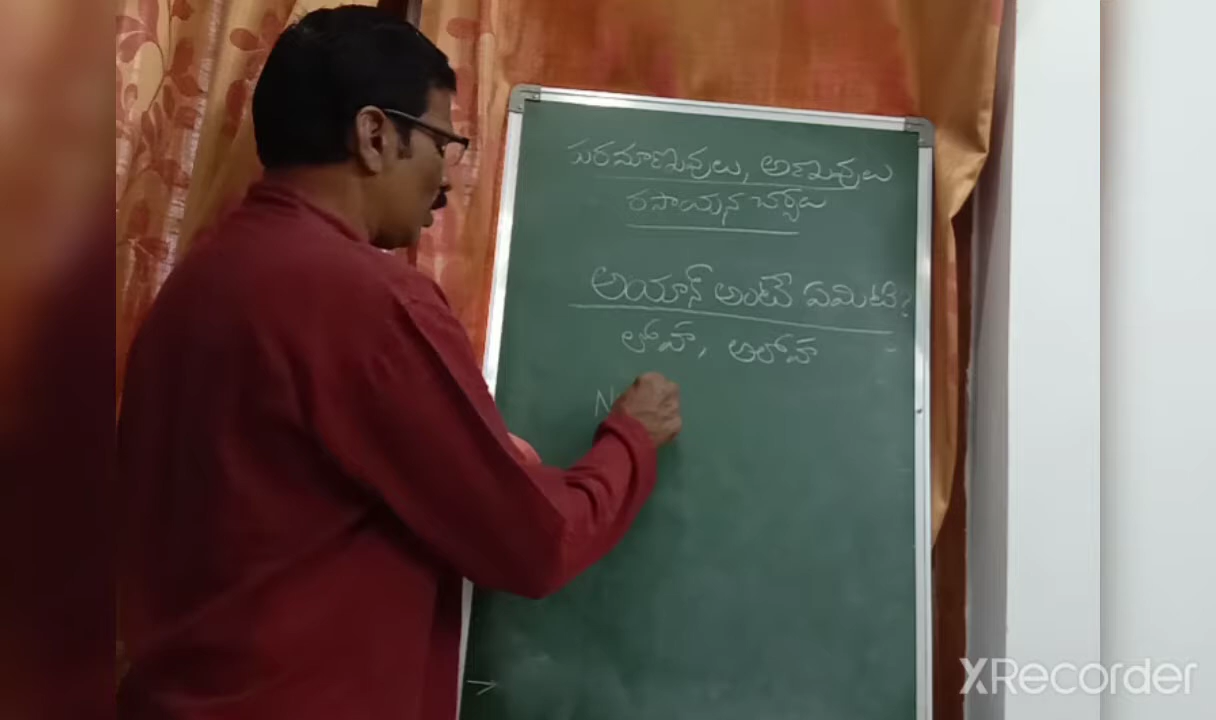 పరమాణువులు, అణువులు
రసాయన చర్యలు
అయాన్ అంటే ఏమిటి?
లోహ, అలోహ
N
XRecorder